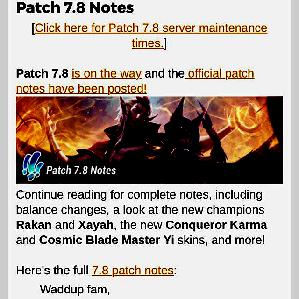 Patch 7.8 Notes
[Click here for Patch 7.8 server maintenance
times.]
Patch 7.8 is on the way and the official patch
notes have been posted!
Patch 7.8 Notes
Continue reading for complete notes, including
balance changes, a look at the new champions
Rakan and Xayah, the new Conqueror Karma
and Cosmic Blade Master Yi skins, and more!
Here's the full 7.8 patch notes:
Waddup fam,